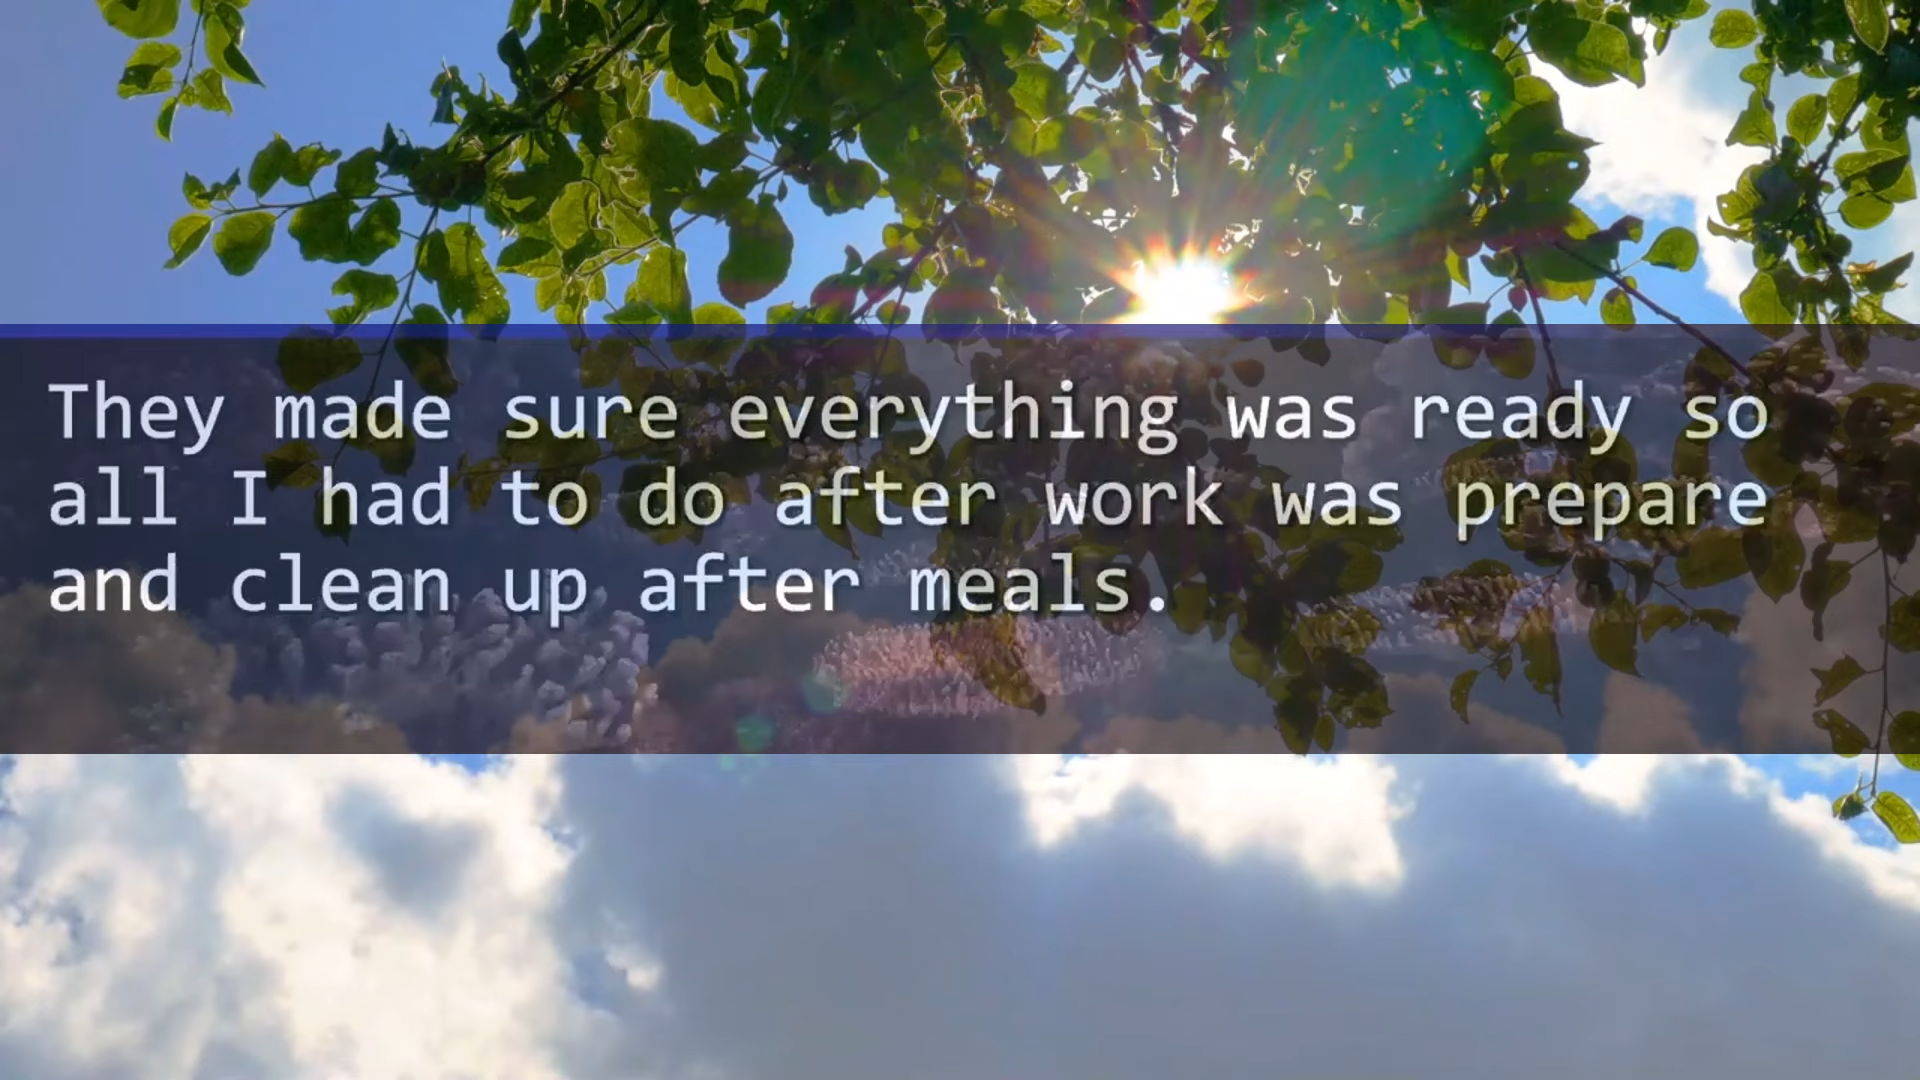 They made sure everything was ready so
all I had to do after work was prepare
and clean up after meals.